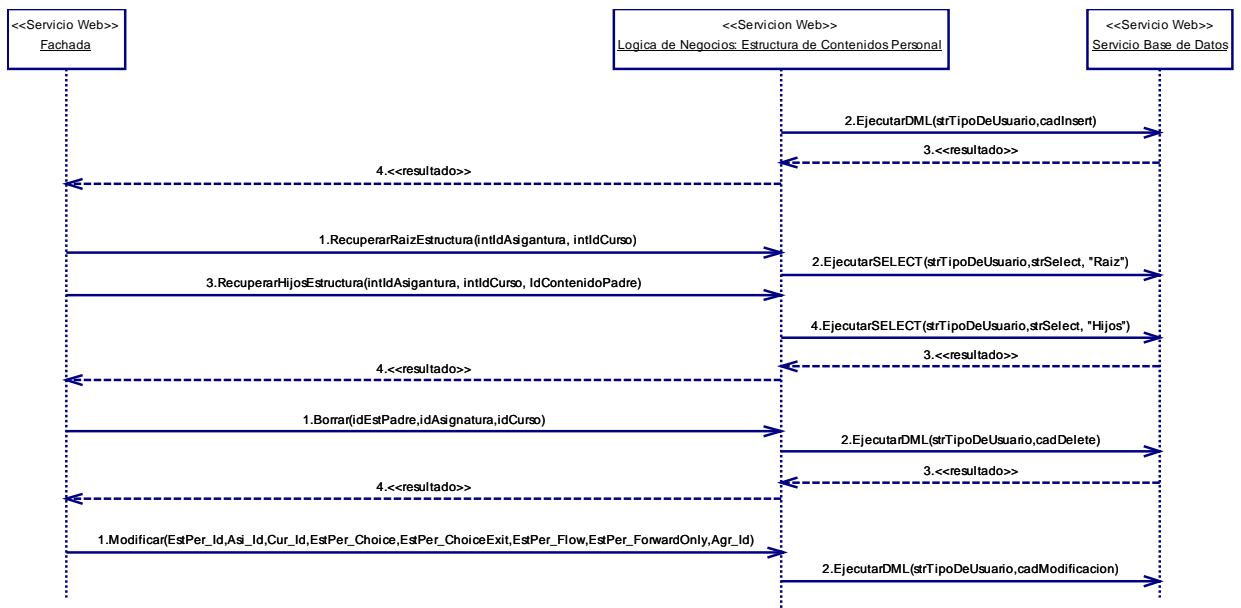 <<Servicio Web>>
Fachada
<<Servicion Web>>
Logica de Negocios: Estructura de Contenidos Personal
<<Servicio Web>>
Servicio Base de Datos
2.EjecutarDML(strTipoDeUsuario,cadInsert)
3.<<resultado>>
4.<<resultado>>
1.RecuperarRaizEstructura(intIdAsigantura, intIdCurso)
2.EjecutarSELECT(strTipoDeUsuario,strSelect, "Raiz")
3.RecuperarHijosEstructura(intIdAsigantura, intIdCurso, IdContenidoPadre)
4.EjecutarSELECT(strTipoDeUsuario,strSelect, "Hijos")
3.<<resultado>>
4.<<resultado>>
1.Borrar(idEstPadre,idAsignatura,idCurso)
2.EjecutarDML(strTipoDeUsuario,cadDelete)
3.<<resultado>>
4.<<resultado>>
1.Modificar(EstPer_Id,Asi_Id,Cur_Id,EstPer_Choice,EstPer_ChoiceExit,EstPer_Flow,EstPer_ForwardOnly,Agr_Id)
2.EjecutarDML(strTipoDeUsuario,cadModificacion)